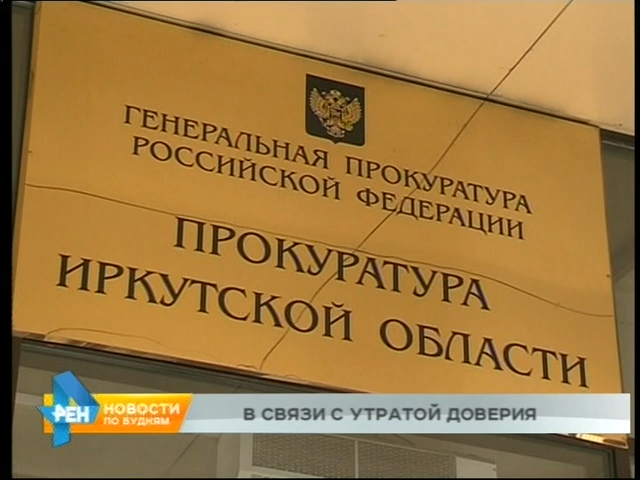 ГЕНЕРАЛЬНАЯ ПРОКУРАТУРА
РОССИЙСКОЙ ФЕДЕРАЦИИ
ПРОКУРАТУРА
ИРКУТСКОЙ ОБЛАСТИ
РЕН
НОВОСТИ
ПО БУДНЯМ
В СВЯЗИ С УТРАТОЙ ДОВЕРИЯ